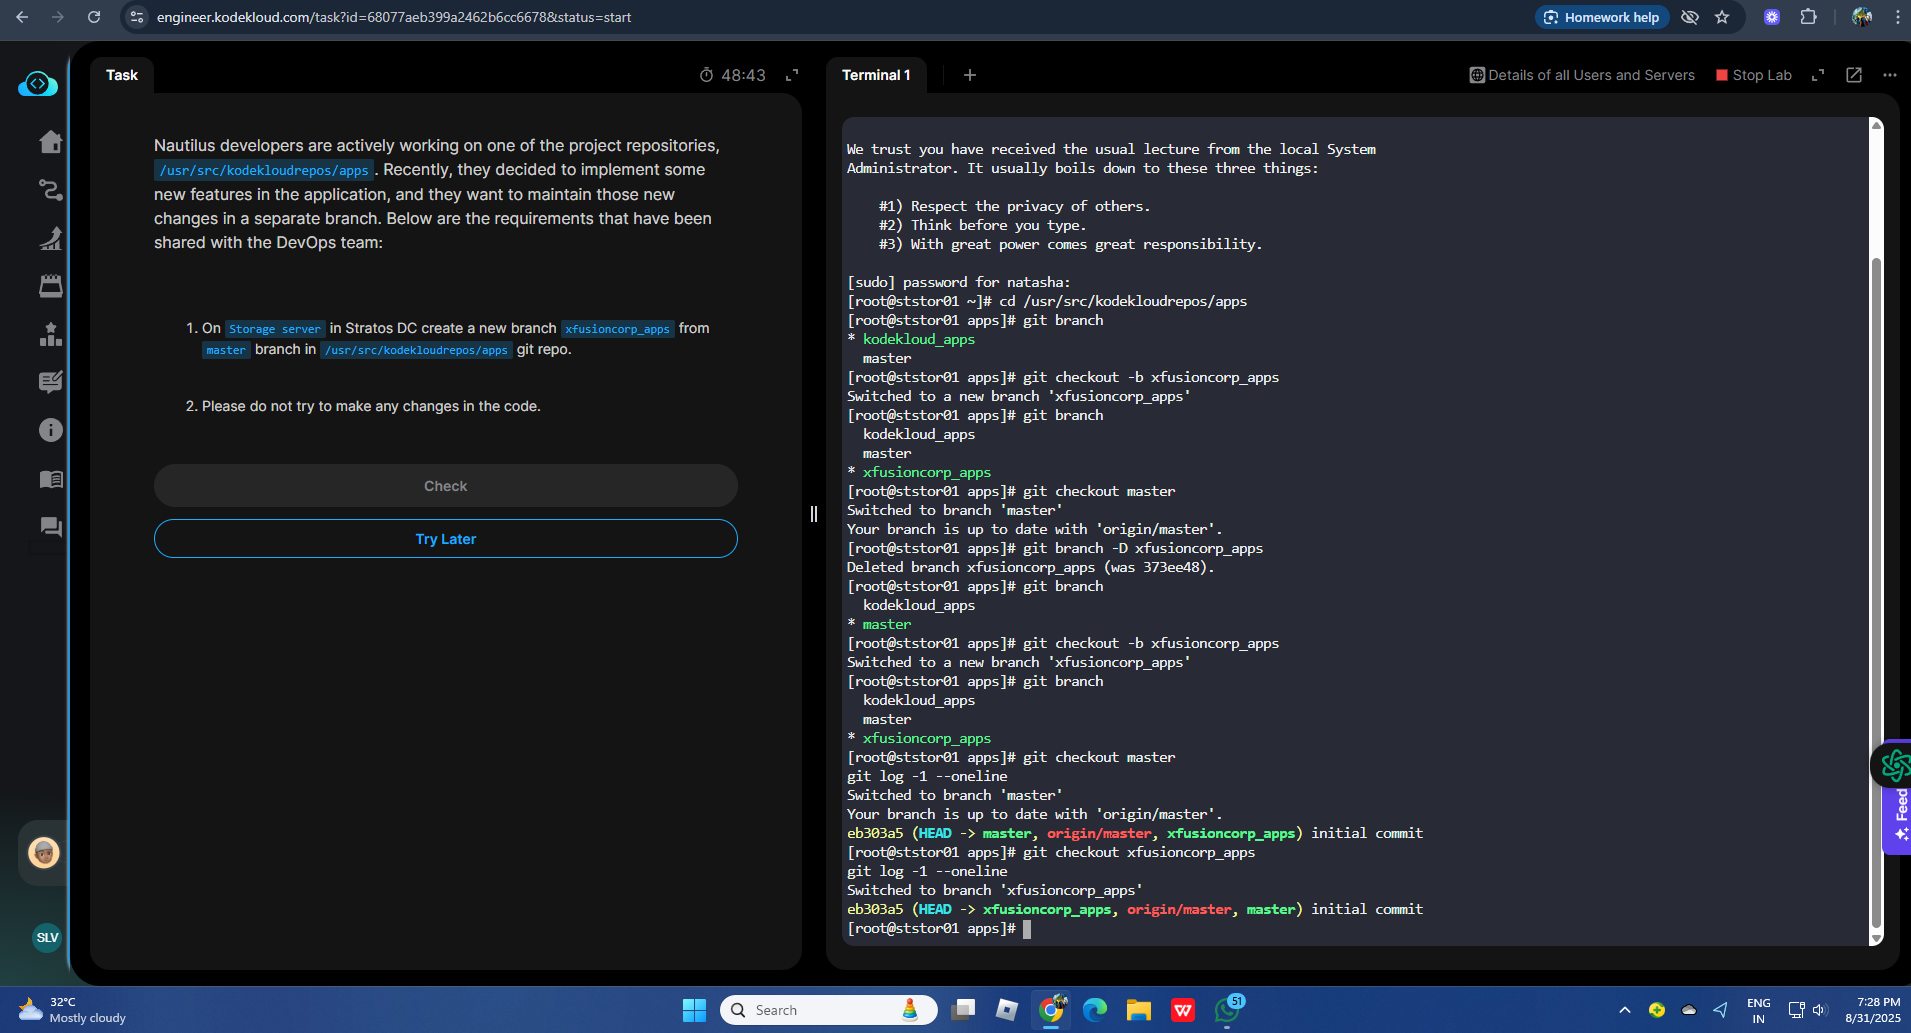 engineer.kodekloud.com/task?id=68077aeb399a2462b6cc6678&status=start
Homework help
Task
48:43
Terminal 1
Details of all Users and Servers
Stop Lab
Nautilus developers are actively working on one of the project repositories,
/usr/src/kodekloudrepos/apps . Recently, they decided to implement some
new features in the application, and they want to maintain those new
changes in a separate branch. Below are the requirements that have been
shared with the DevOps team:
1. On Storage server in Stratos DC create a new branch xfusioncorp_apps from
master branch in /usr/src/kodekloudrepos/apps git repo.
2. Please do not try to make any changes in the code.
Check
Try Later
We trust you have received the usual lecture from the local System
Administrator. It usually boils down to these three things:
#1) Respect the privacy of others.
#2) Think before you type.
#3) With great power comes great responsibility.
[sudo] password for natasha:
[root@ststor01 ~]# cd /usr/src/kodekloudrepos/apps
[root@ststor01 apps]# git branch
* kodekloud_apps
master
[root@ststor01 apps]# git checkout -b xfusioncorp_apps
Switched to a new branch 'xfusioncorp_apps'
[root@ststor01 apps]# git branch
kodekloud_apps
master
* xfusioncorp_apps
[root@ststor01 apps]# git checkout master
Switched to branch 'master'
Your branch is up to date with 'origin/master'.
[root@ststor01 apps]# git branch -D xfusioncorp_apps
Deleted branch xfusioncorp_apps (was 373ee48).
[root@ststor01 apps]# git branch
kodekloud_apps
* master
[root@ststor01 apps]# git checkout -b xfusioncorp_apps
Switched to a new branch 'xfusioncorp_apps'
[root@ststor01 apps]# git branch
kodekloud_apps
master
* xfusioncorp_apps
[root@ststor01 apps]# git checkout master
git log -1 --oneline
Switched to branch 'master'
Your branch is up to date with 'origin/master'.
eb303a5 (HEAD -> master, origin/master, xfusioncorp_apps) initial commit
[root@ststor01 apps]# git checkout xfusioncorp_apps
git log -1 --oneline
Switched to branch 'xfusioncorp_apps'
eb303a5 (HEAD -> xfusioncorp_apps, origin/master, master) initial commit
[root@ststor01 apps]#
Feed
SLV
32°C
Mostly cloudy
Search
W
51
ENG
IN
7:28 PM
8/31/2025